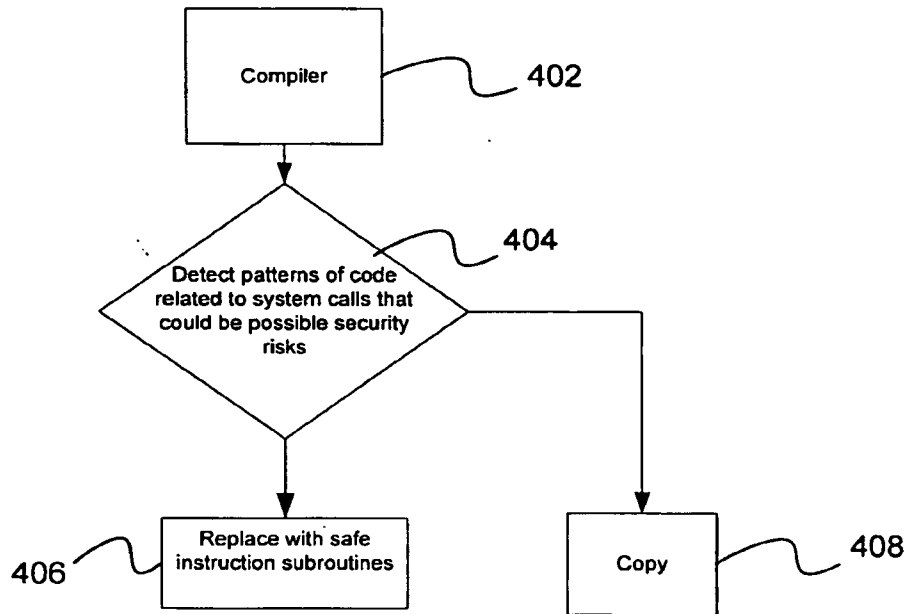 Compiler
402
404
Detect patterns of code
related to system calls that
could be possible security
risks
Replace with safe
instruction subroutines
406
Copy
408